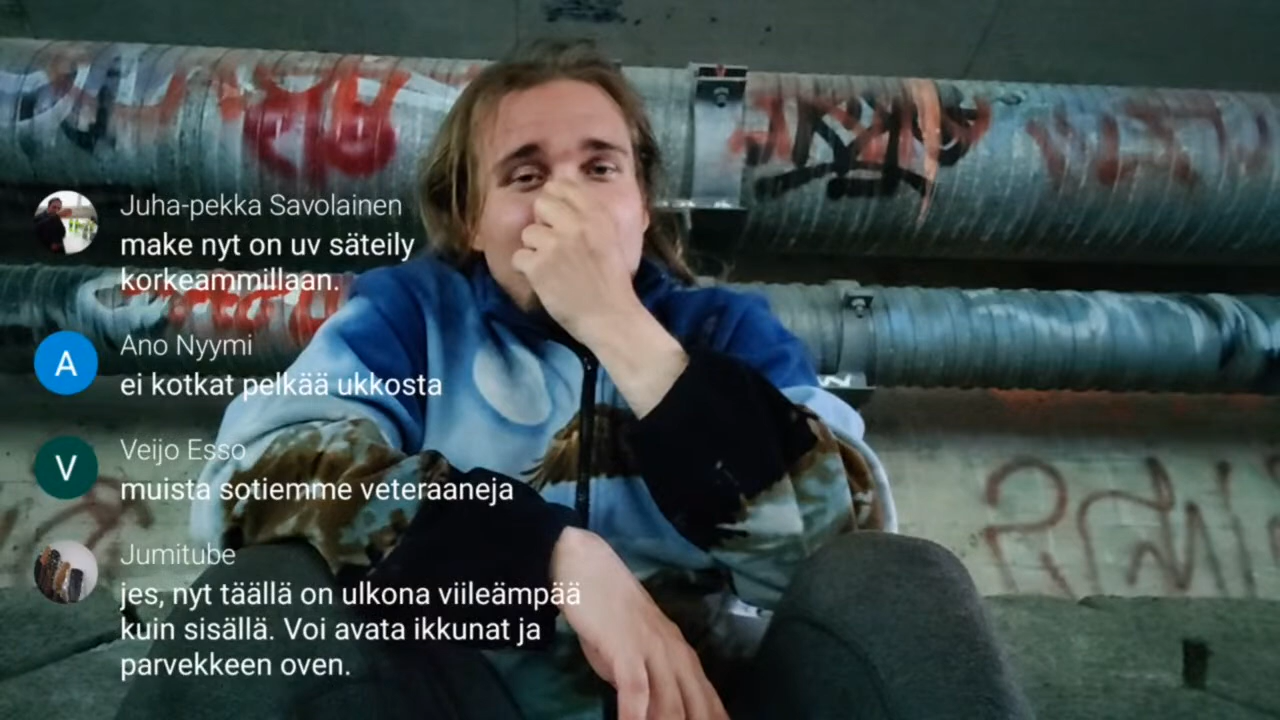 Juha-pekka Savolainen
make nyt on uv säteily
korkeammillaan.
A
Ano Nyymi
ei kotkat pelkää ukkosta
V
Veijo Esso
muista sotiemme veteraaneja
Jumitube
jes, nyt täällä on ulkona viileämpää
kuin sisällä. Voi avata ikkunat ja
parvekkeen oven.